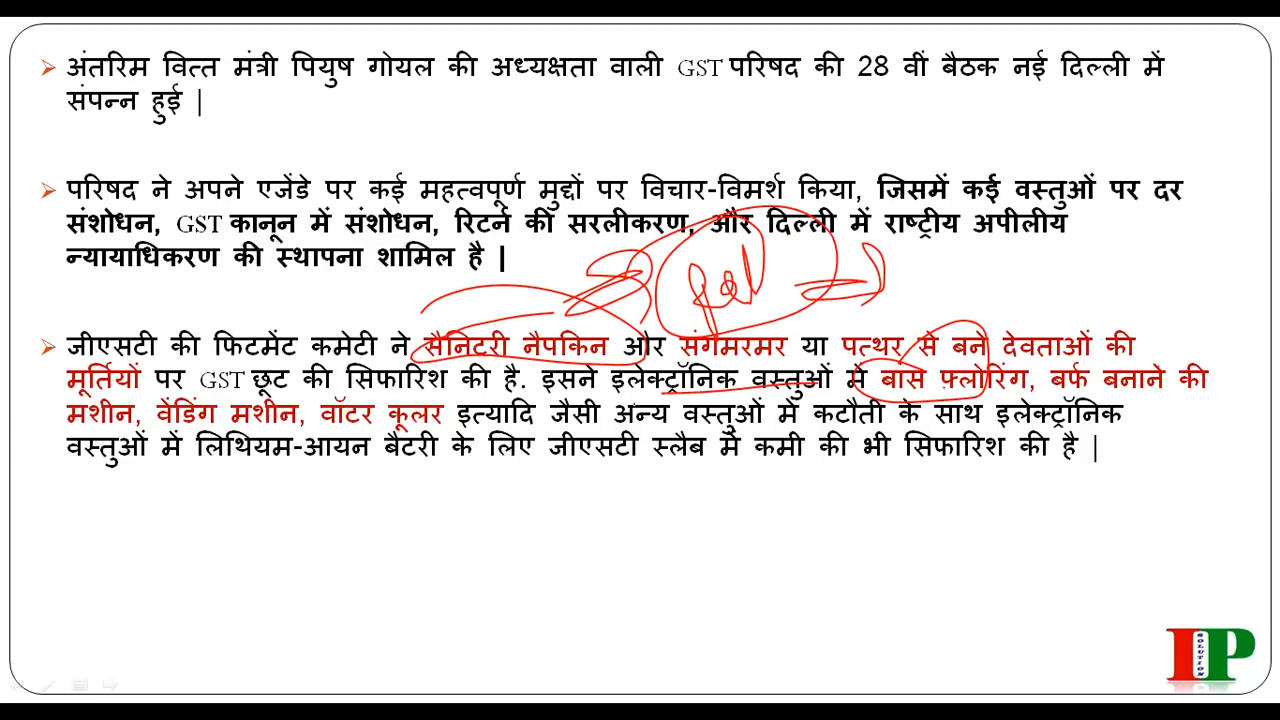 अंतरिम वित्त मंत्री पियुष गोयल की अध्यक्षता वाली GST परिषद की 28 वीं बैठक नई दिल्ली में
संपन्न हुई |
परिषद ने अपने एजेंडे पर कई महत्वपूर्ण मुद्दों पर विचार-विमर्श किया, जिसमें कई वस्तुओं पर दर
संशोधन, GST कानून में संशोधन, रिटर्न की सरलीकरण, और दिल्ली में राष्ट्रीय अपीलीय
न्यायाधिकरण की स्थापना शामिल है |
जीएसटी की फिटमेंट कमेटी ने सैनिटरी नैपकिन और संगमरमर या पत्थर से बने देवताओं की
मूर्तियों पर GST छूट की सिफारिश की है. इसने इलेक्ट्रॉनिक वस्तुओं में बांस फ़्लोरिंग, बर्फ बनाने की
मशीन, वेंडिंग मशीन, वॉटर कूलर इत्यादि जैसी अन्य वस्तुओं में कटौती के साथ इलेक्ट्रॉनिक
वस्तुओं में लिथियम-आयन बैटरी के लिए जीएसटी स्लैब में कमी की भी सिफारिश की है |
IP
SOLUTION